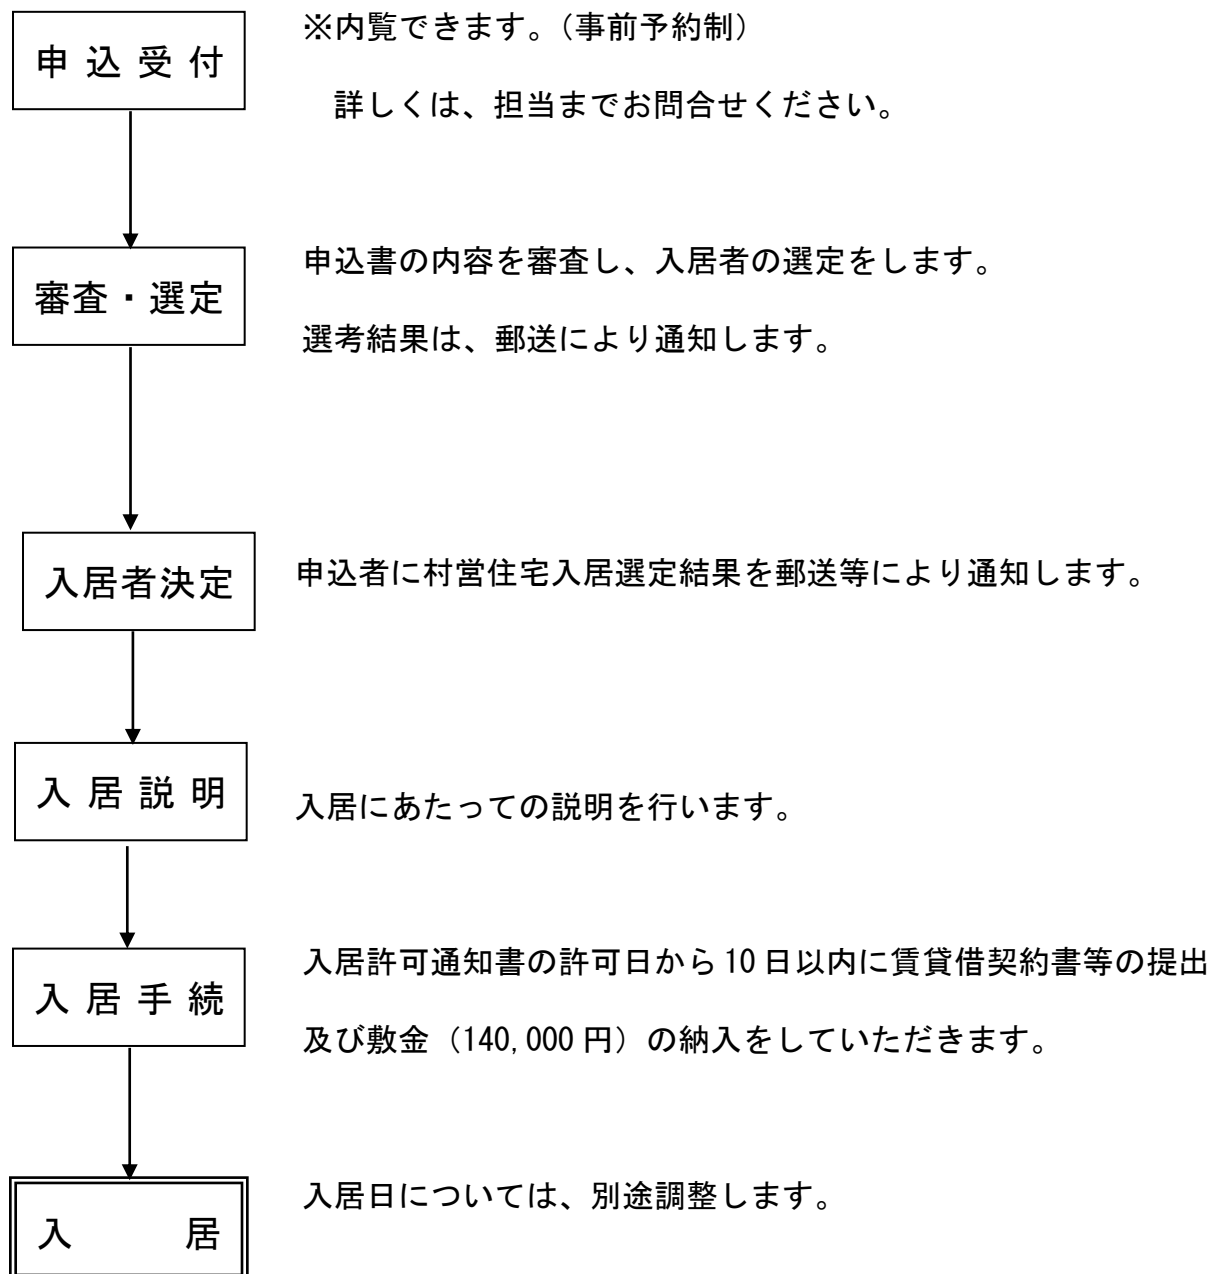 申込受付
※内覧できます。（事前予約制）
詳しくは、担当までお問合せください。
審査・選定
申込書の内容を審査し、入居者の選定をします。
選考結果は、郵送により通知します。
入居者決定
申込者に村営住宅入居選定結果を郵送等により通知します。
入居説明
入居にあたっての説明を行います。
入居手続
入居許可通知書の許可日から10日以内に賃貸借契約書等の提出
及び敷金（140,000円）の納入をしていただきます。
入居
入居日については、別途調整します。